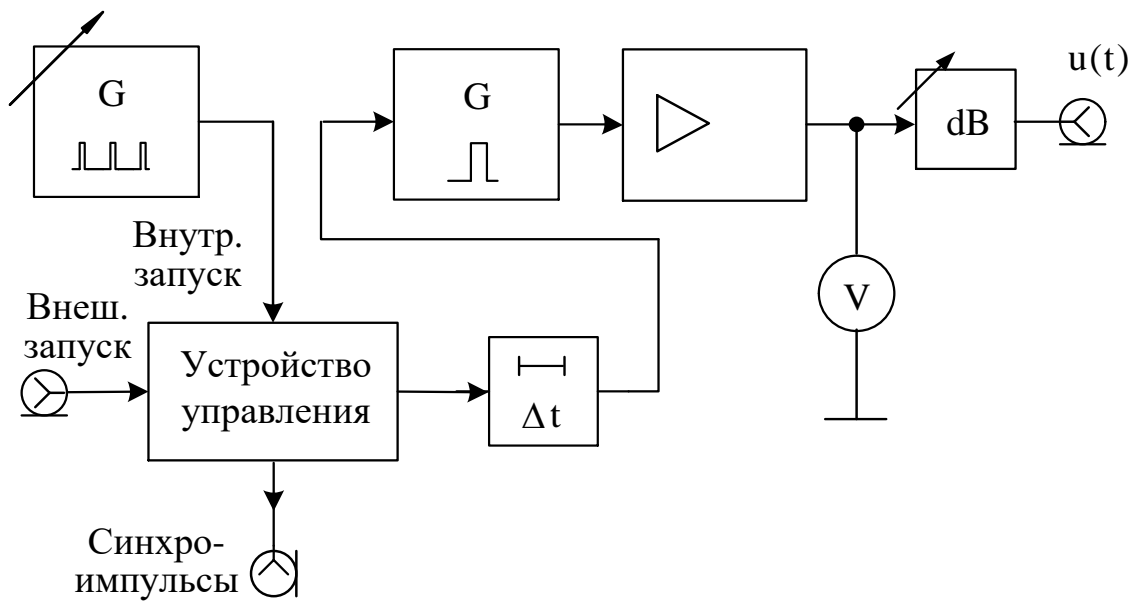 G
G
u(t)
dB
Внутр.
запуск
Внеш.
запуск
V
Устройство
управления
Δt
Синхро-
импульсы